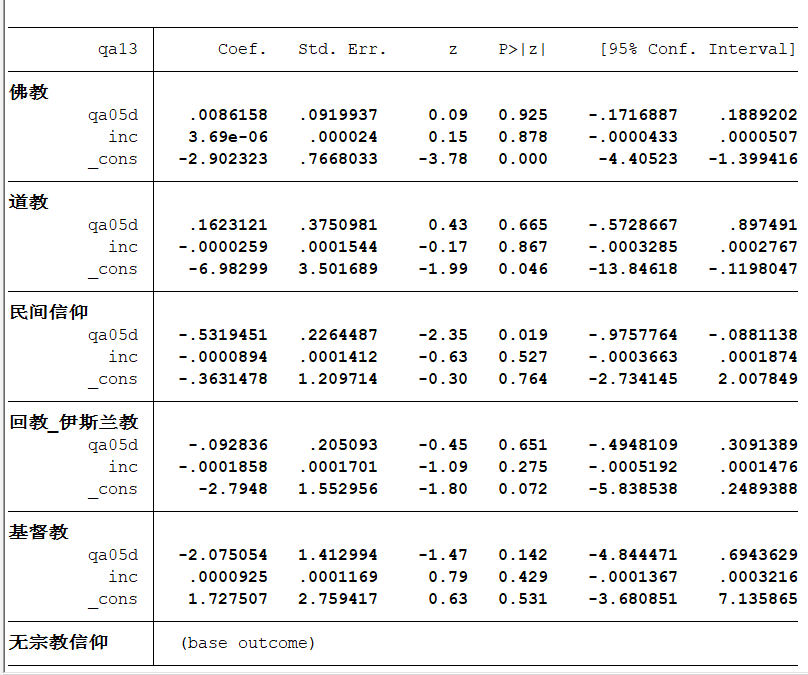 qa13 Coef. Std. Err. z P>|z| [95% Conf. Interval]
佛教
qa05d .0086158 .0919937 0.09 0.925 -.1716887 .1889202
inc 3.69e-06 .000024 0.15 0.878 -.0000433 .0000507
_cons -2.902323 .7668033 -3.78 0.000 -4.40523 -1.399416
道教
qa05d .1623121 .3750981 0.43 0.665 -.5728667 .897491
inc -.0000259 .0001544 -0.17 0.867 -.0003285 .0002767
_cons -6.98299 3.501689 -1.99 0.046 -13.84618 -.1198047
民间信仰
qa05d -.5319451 .2264487 -2.35 0.019 -.9757764 -.0881138
inc -.0000894 .0001412 -0.63 0.527 -.0003663 .0001874
_cons -.3631478 1.209714 -0.30 0.764 -2.734145 2.007849
回教_伊斯兰教
qa05d -.092836 .205093 -0.45 0.651 -.4948109 .3091389
inc -.0001858 .0001701 -1.09 0.275 -.0005192 .0001476
_cons -2.7948 1.552956 -1.80 0.072 -5.838538 .2489388
基督教
qa05d -2.075054 1.412994 -1.47 0.142 -4.844471 .6943629
inc .0000925 .0001169 0.79 0.429 -.0001367 .0003216
_cons 1.727507 2.759417 0.63 0.531 -3.680851 7.135865
无宗教信仰 (base outcome)